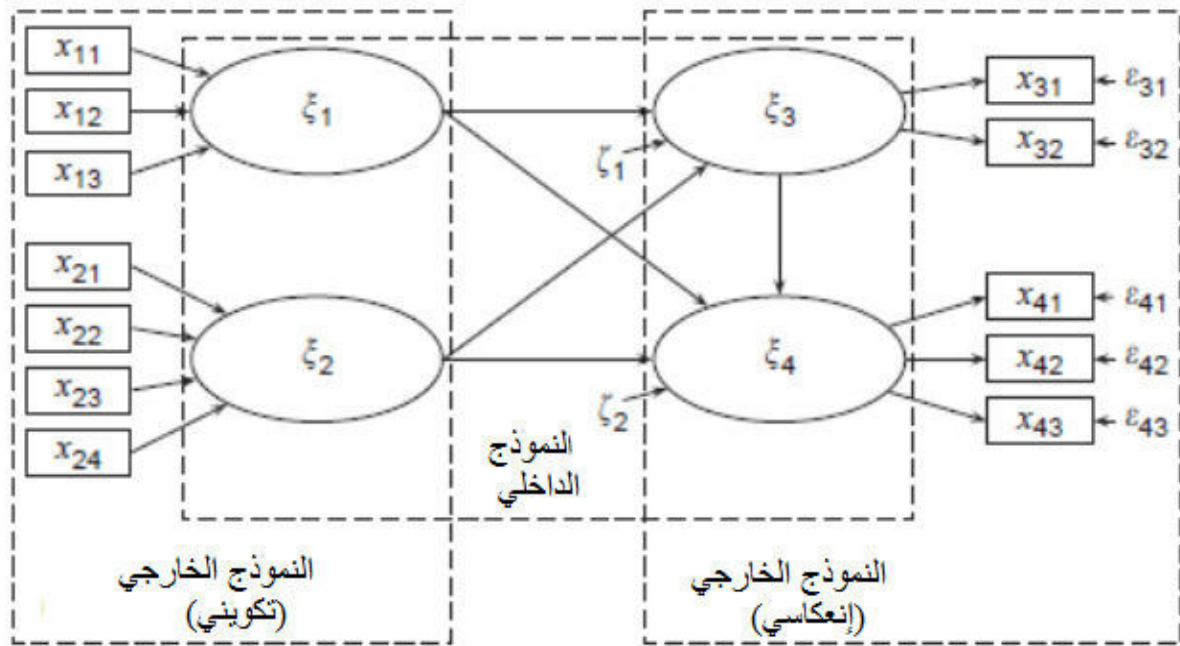 x11
x12
x13
x21
x22
x23
x24
ξ1
ξ2
ξ3
ξ4
ζ1
ζ2
x31
ε31
x32
ε32
x41
ε41
x42
ε42
x43
ε43
النموذج
الداخلي
النموذج الخارجي
(تكويني)
النموذج الخارجي
(إنعكاسي)